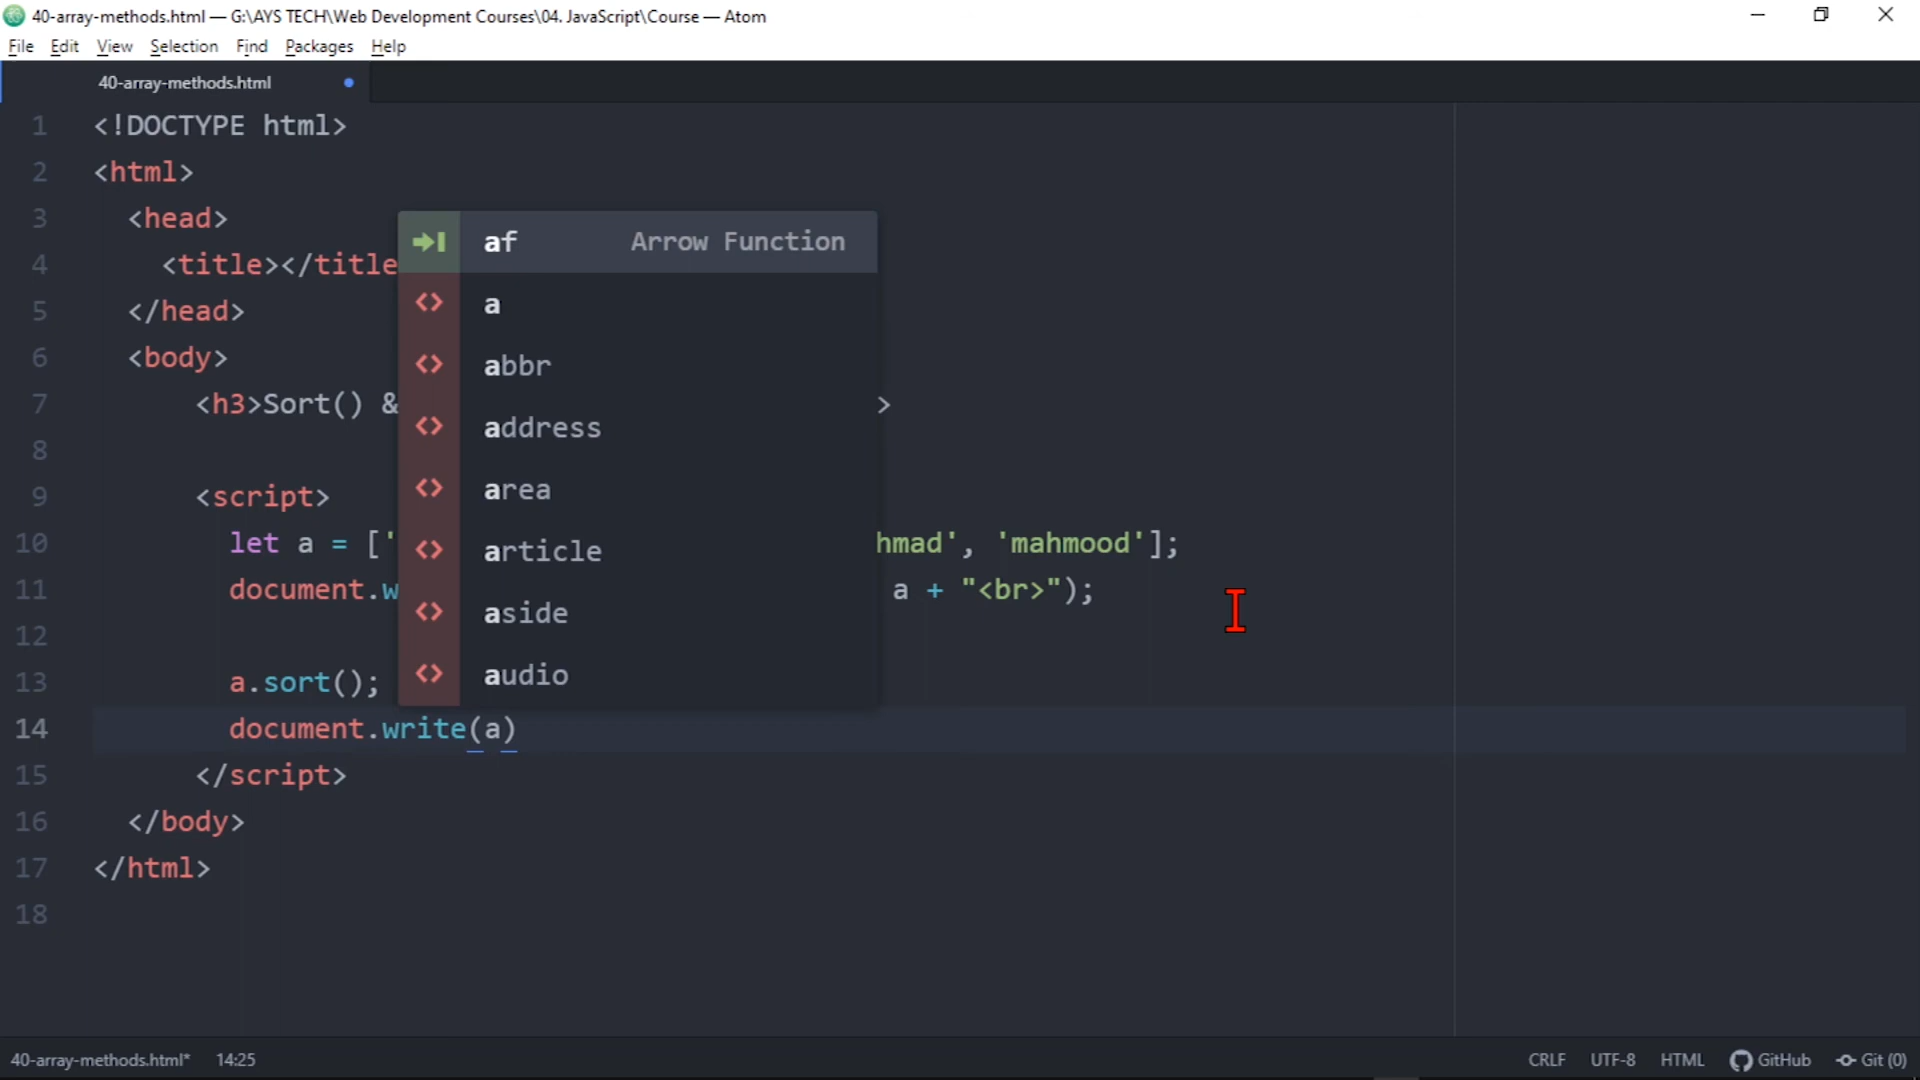 40-array-methods.html — G:\AYS TECH\Web Development Courses\04. JavaScript\Course — Atom
File Edit View Selection Find Packages Help
40-array-methods.html
1 <!DOCTYPE html>
2 <html>
3 <head>
4 <title></title
5 </head>
6 <body>
7 <h3>Sort() & >
8
9 <script>
10 let a = [' hmad', 'mahmood'];
11 document.w a + "<br>");
12
13 a.sort();
14 document.write(a)
15 </script>
16 </body>
17 </html>
18
af Arrow Function
a
abbr
address
area
article
aside
audio
40-array-methods.html* 14:25 CRLF UTF-8 HTML GitHub Git (0)